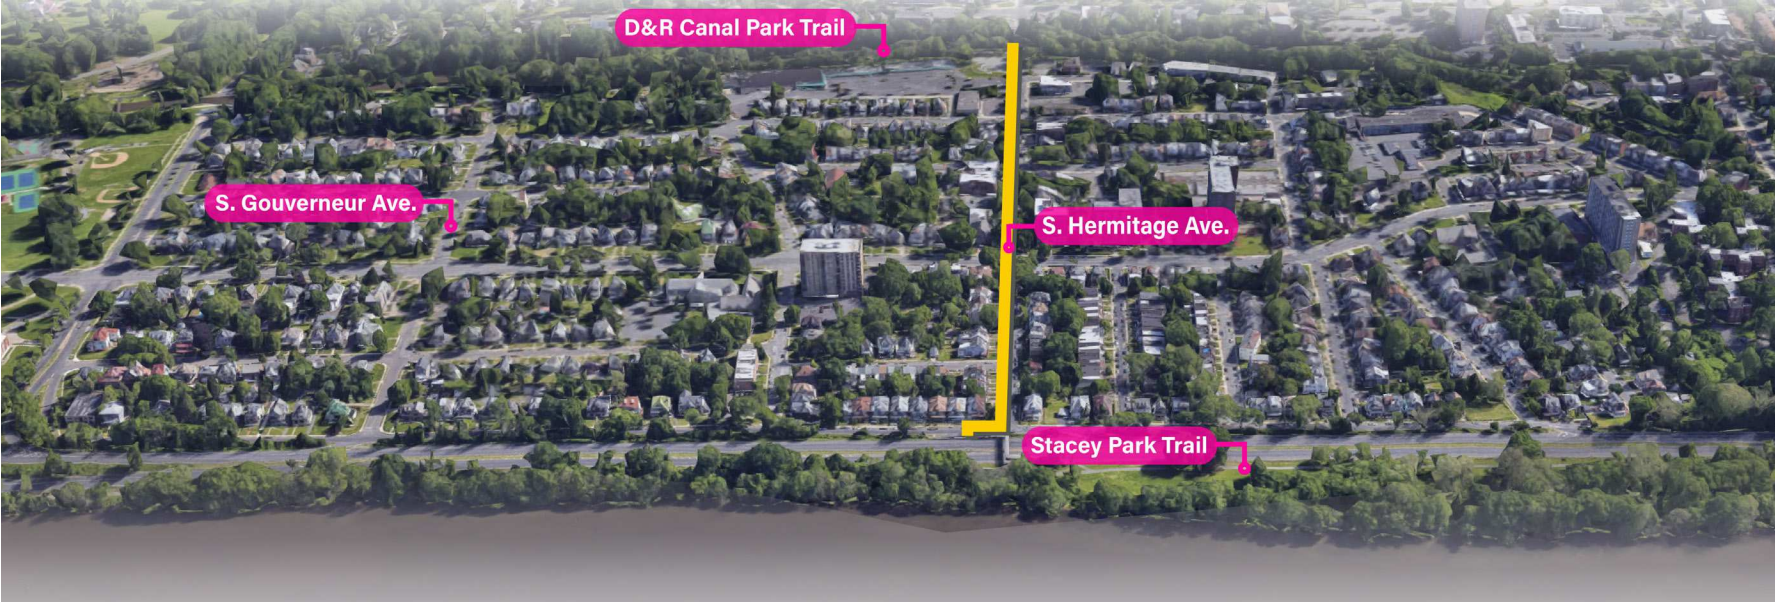 D&R Canal Park Trail
S. Gouverneur Ave.
S. Hermitage Ave.
Stacey Park Trail